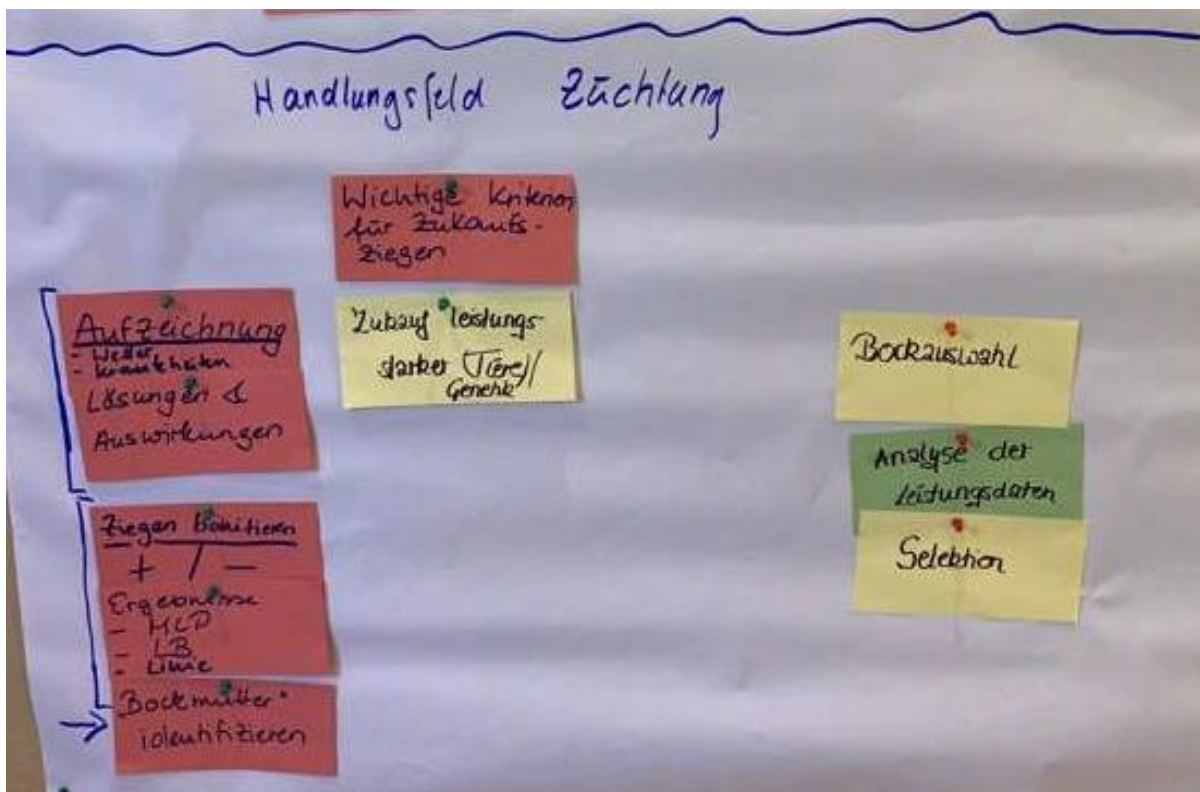 Handlungsfeld Züchtung
Wichtige Kriterien
für Zukaufs-
ziegen
Zukauf leistungs-
starker (Tiere)/
Genetik
Aufzeichnung
-
- Krankheiten
Lösungen &
Auswirkungen
Ziegen Bonitieren
+ / -
Ergebnisse
- MLP
- LB
- Linie
"Bockmütter"
identifizieren
Bockauswahl
Analyse der
Leistungsdaten
Selektion